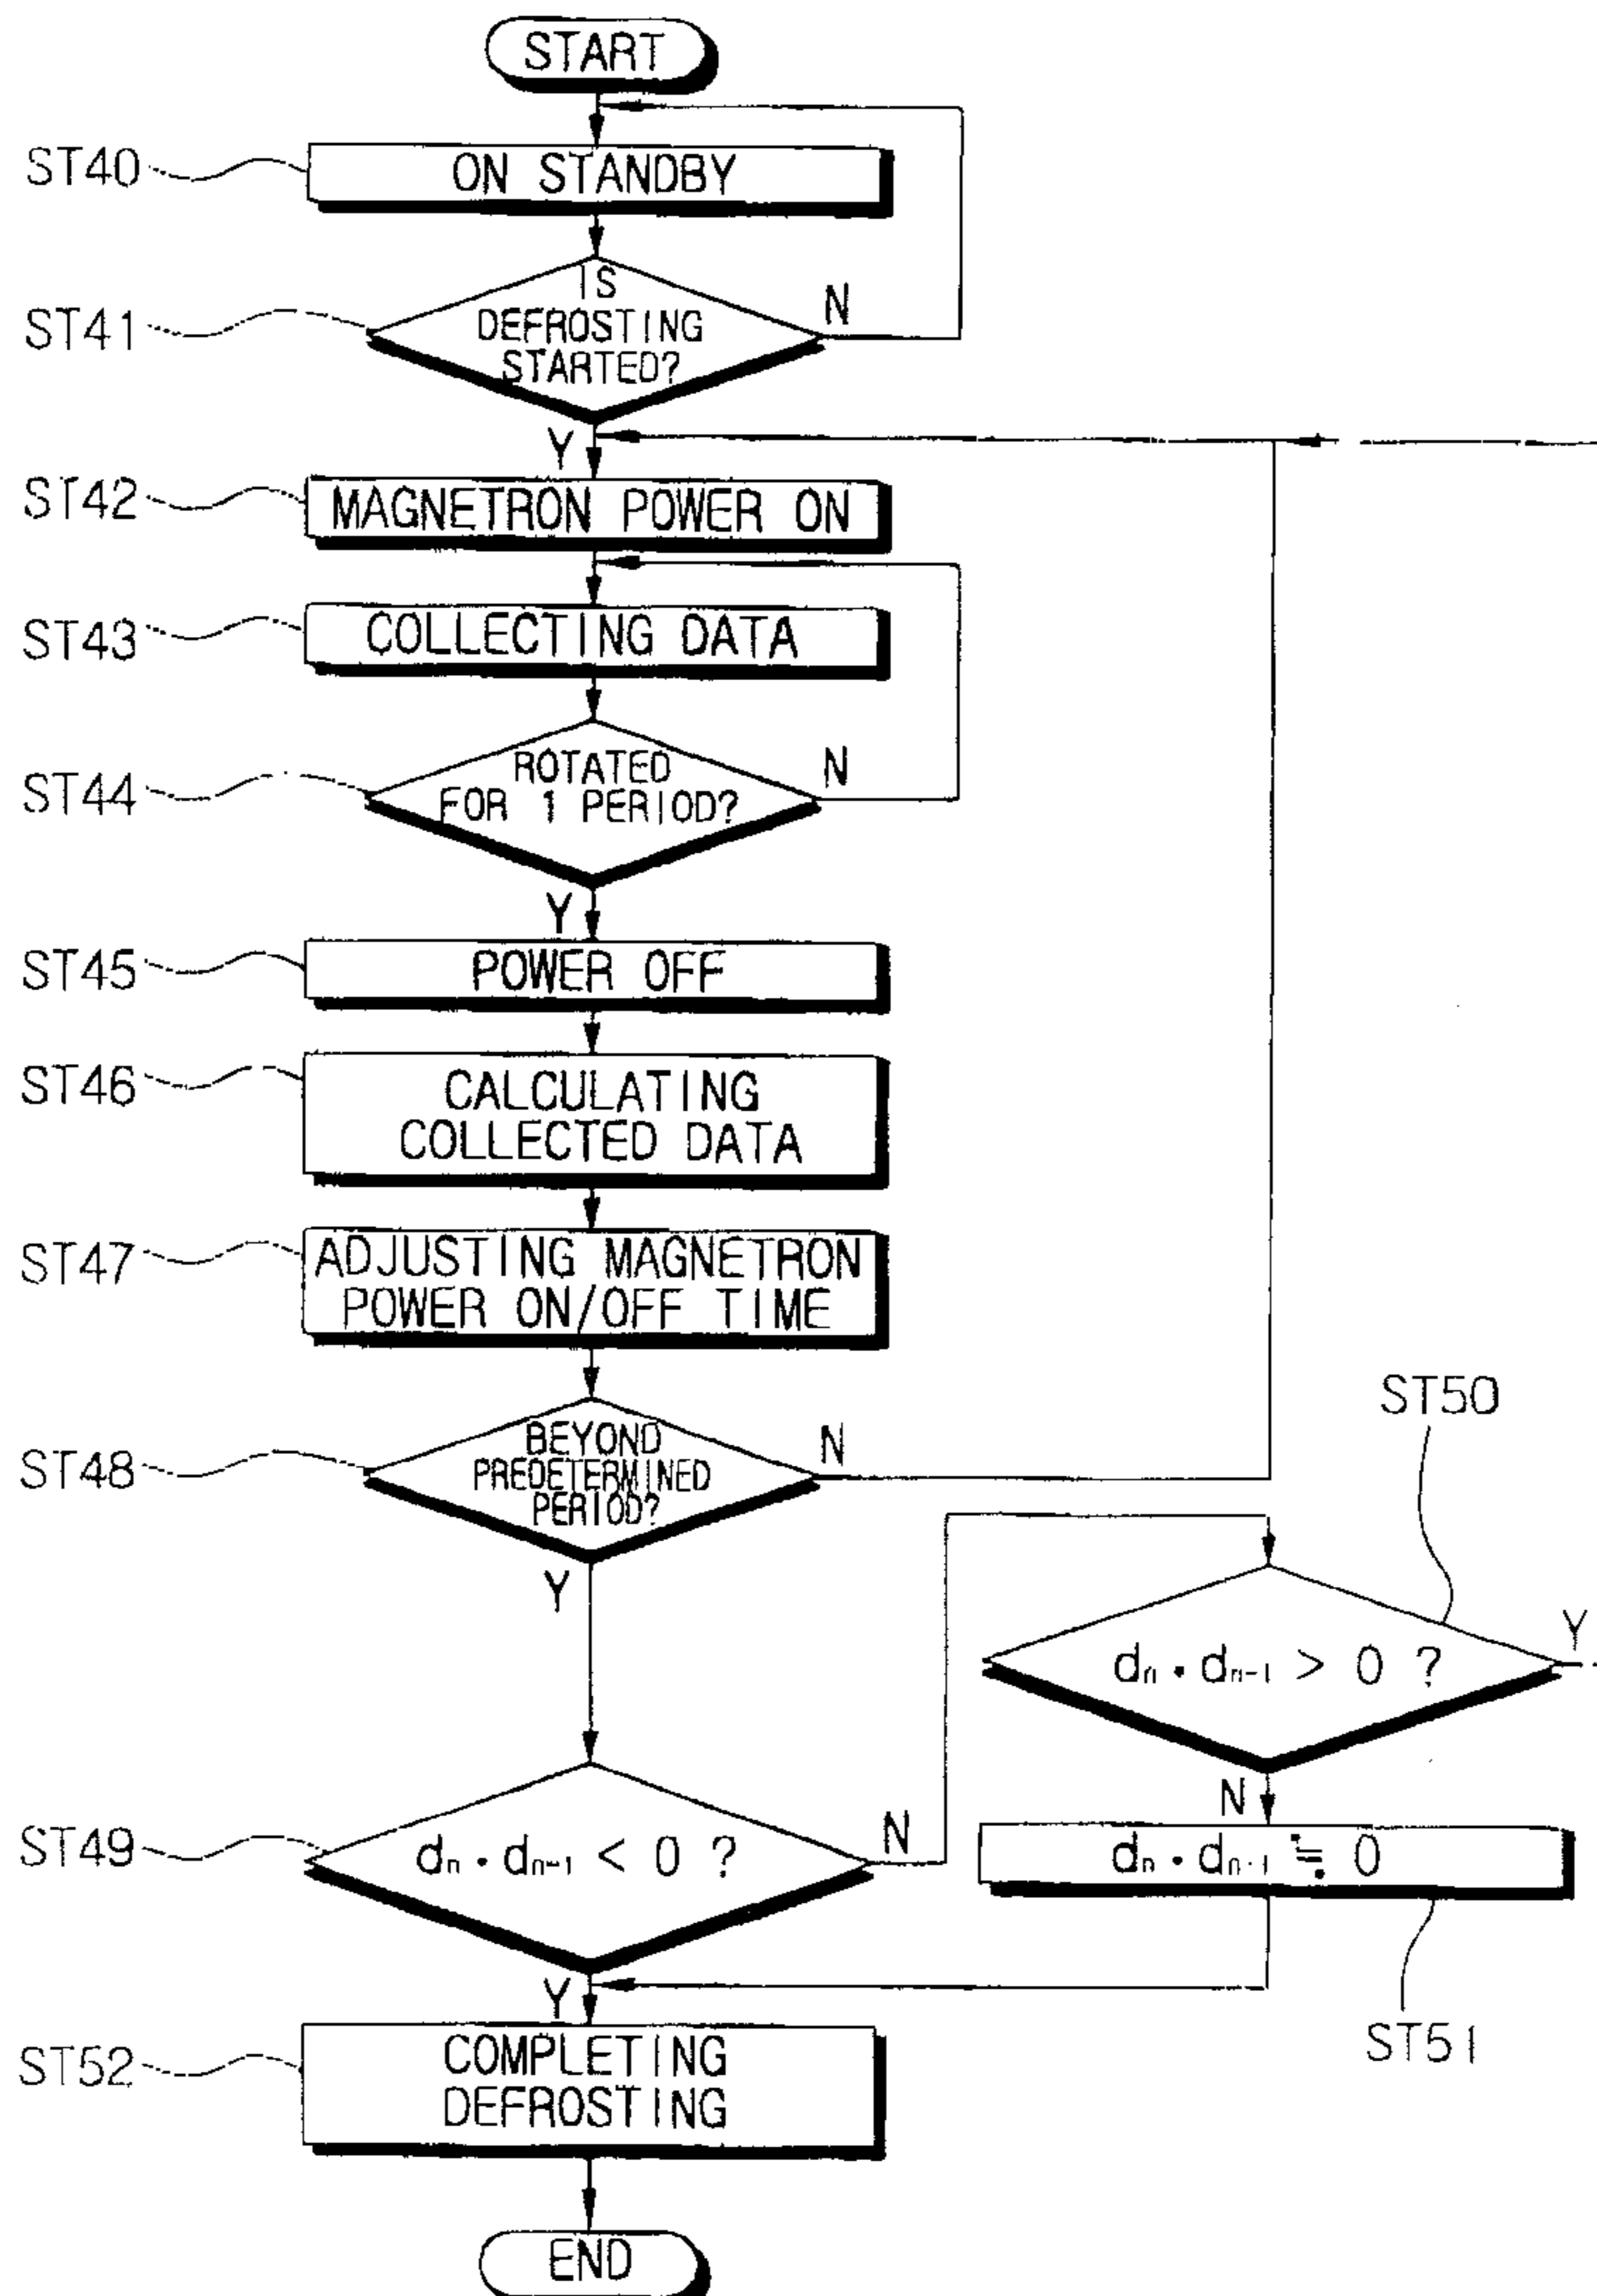 START
ST40
ON STANDBY
ST41
IS
DEFROSTING
STARTED?
N
Y
ST42
MAGNETRON POWER ON
ST43
COLLECTING DATA
ST44
ROTATED
FOR 1 PERIOD?
N
Y
ST45
POWER OFF
ST46
CALCULATING
COLLECTED DATA
ST47
ADJUSTING MAGNETRON
POWER ON/OFF TIME
ST48
BEYOND
PREDETERMINED
PERIOD?
N
Y
ST50
dₙ · dₙ₋₁ > 0 ?
Y
N
ST49
dₙ · dₙ₋₁ < 0 ?
N
Y
dₙ · dₙ₋₁ ≒ 0
ST51
ST52
COMPLETING
DEFROSTING
END